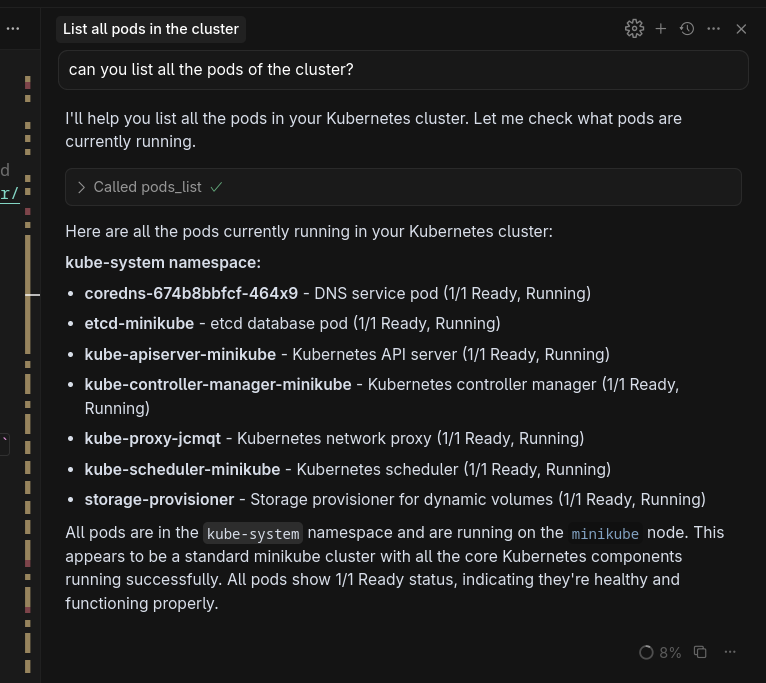 List all pods in the cluster
can you list all the pods of the cluster?
I'll help you list all the pods in your Kubernetes cluster. Let me check what pods are
currently running.
d
r/
Called pods_list
Here are all the pods currently running in your Kubernetes cluster:
kube-system namespace:
• coredns-674b8bbfcf-464x9 - DNS service pod (1/1 Ready, Running)
• etcd-minikube - etcd database pod (1/1 Ready, Running)
• kube-apiserver-minikube - Kubernetes API server (1/1 Ready, Running)
• kube-controller-manager-minikube - Kubernetes controller manager (1/1 Ready,
Running)
• kube-proxy-jcmqt - Kubernetes network proxy (1/1 Ready, Running)
`
• kube-scheduler-minikube - Kubernetes scheduler (1/1 Ready, Running)
• storage-provisioner - Storage provisioner for dynamic volumes (1/1 Ready, Running)
All pods are in the kube-system namespace and are running on the minikube node. This
appears to be a standard minikube cluster with all the core Kubernetes components
running successfully. All pods show 1/1 Ready status, indicating they're healthy and
functioning properly.
8%